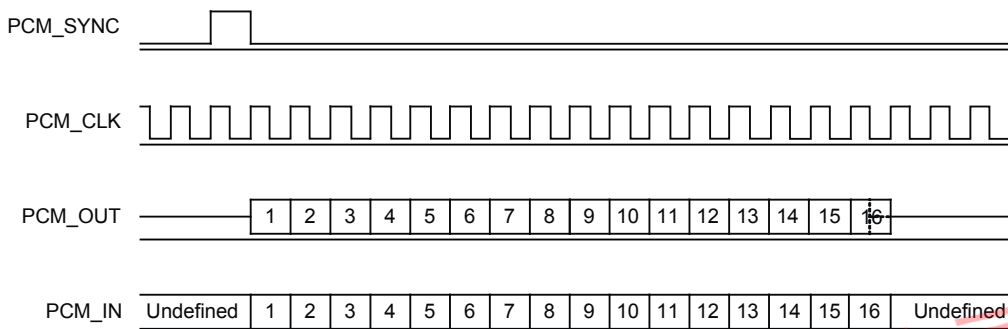 PCM_SYNC
PCM_CLK
PCM_OUT 1 2 3 4 5 6 7 8 9 10 11 12 13 14 15 16
PCM_IN Undefined 1 2 3 4 5 6 7 8 9 10 11 12 13 14 15 16 Undefined